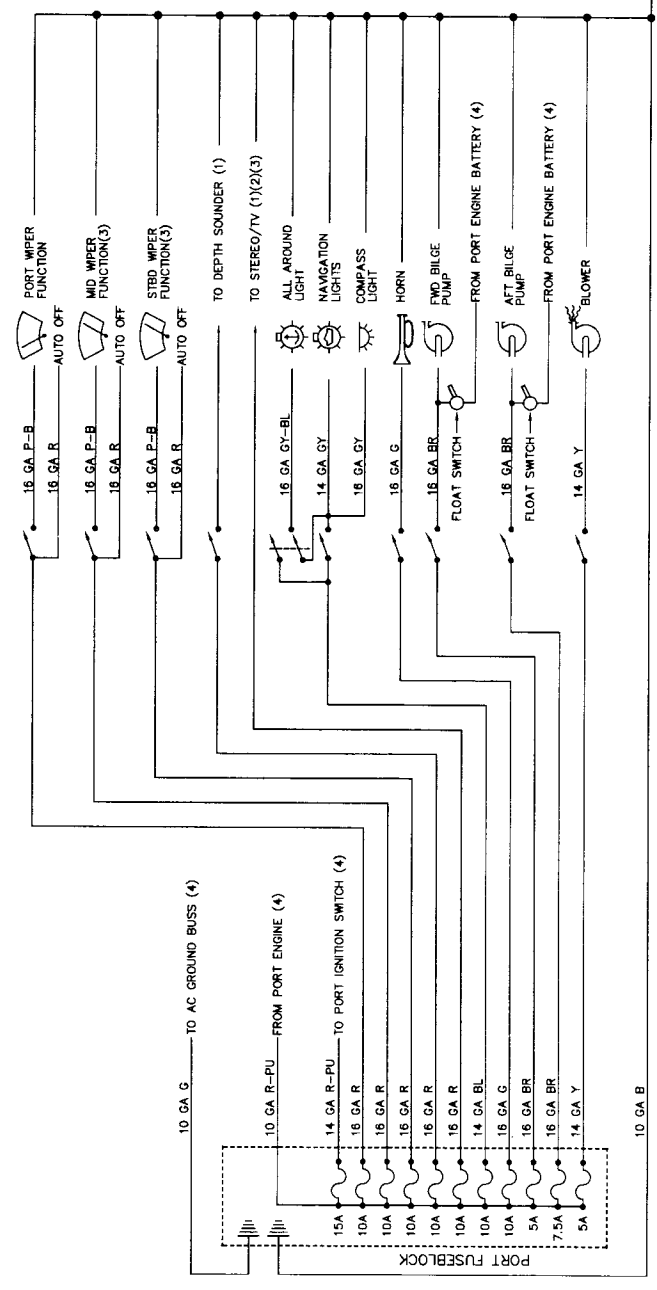 PORT WIPER
FUNCTION
AUTO OFF
16 GA P-B
16 GA R
MID WIPER
FUNCTION(3)
AUTO OFF
16 GA P-B
16 GA R
STBD WIPER
FUNCTION(3)
AUTO OFF
16 GA P-B
16 GA R
TO DEPTH SOUNDER (1)
TO STEREO/TV (1)(2)(3)
ALL AROUND
LIGHT
16 GA GY-BL
NAVIGATION
LIGHTS
14 GA GY
COMPASS
LIGHT
16 GA GY
HORN
16 GA G
FWD BILGE
PUMP
16 GA BR
FLOAT SWITCH
FROM PORT ENGINE BATTERY (4)
AFT BILGE
PUMP
16 GA BR
FLOAT SWITCH
FROM PORT ENGINE BATTERY (4)
BLOWER
14 GA Y
TO AC GROUND BUSS (4)
10 GA G
FROM PORT ENGINE (4)
10 GA R-PU
TO PORT IGNITION SWITCH (4)
14 GA R-PU
16 GA R
16 GA R
16 GA R
16 GA R
16 GA R
14 GA BL
16 GA G
16 GA BR
16 GA BR
14 GA Y
10 GA B
15A
10A
10A
10A
10A
10A
10A
10A
5A
7.5A
5A
PORT FUSEBLOCK